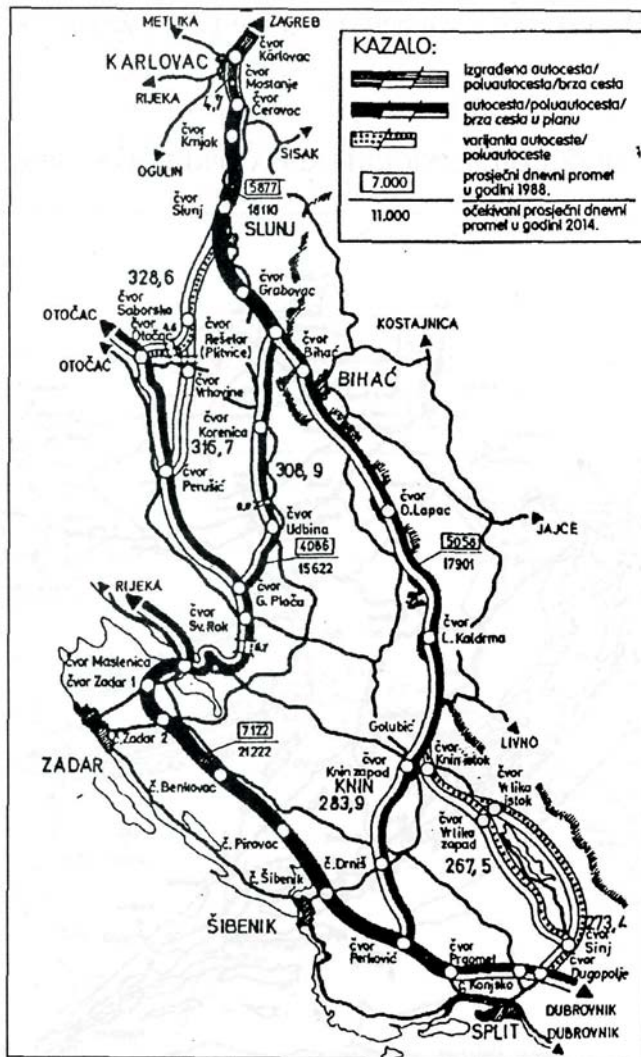 METLIKA
ZAGREB
KARLOVAC
čvor
Karlovac
čvor
Mostanje
RIJEKA
4,7
čvor
Cerovac
čvor
Krnjak
SISAK
OGULIN
5877
18110
čvor
Slunj
SLUNJ
KAZALO:
izgrađena autocesta/
poluautocesta/brza cesta
autocesta/poluautocesta/
brza cesta u planu
varijanta autoceste/
poluautoceste
7.000
prosječni dnevni promet
u godini 1988.
11.000
očekivani prosječni dnevni
promet u godini 2014.
328,6
čvor
Grabovac
čvor
Saborsko
OTOČAC
čvor
Otočac
OTOČAC
čvor
Rešetar
(Plitvice)
čvor
Bihać
KOSTAJNICA
BIHAĆ
čvor
Vrhovine
čvor
Korenica
316,7
308,9
čvor
Perušić
čvor
D.Lapac
JAJCE
čvor
Udbina
4086
15622
5058
17901
čvor
G. Ploča
RIJEKA
čvor
Sv. Rok
čvor
L. Kaldrma
čvor Maslenica
čvor Zadar 1
Golubić
LIVNO
č. Zadar 2
7122
21222
ZADAR
čvor
Knin zapad
čvor
Knin istok
KNIN
283,9
čvor
Vrlika
istok
č. Benkovac
čvor
Vrlika
zapad
267,5
č. Pirovac
č. Drniš
č. Šibenik
273,4
ŠIBENIK
čvor
Sinj
čvor
Perković
čvor
Prgomet
čvor
Dugopolje
č. Konjsko
DUBROVNIK
SPLIT
DUBROVNIK